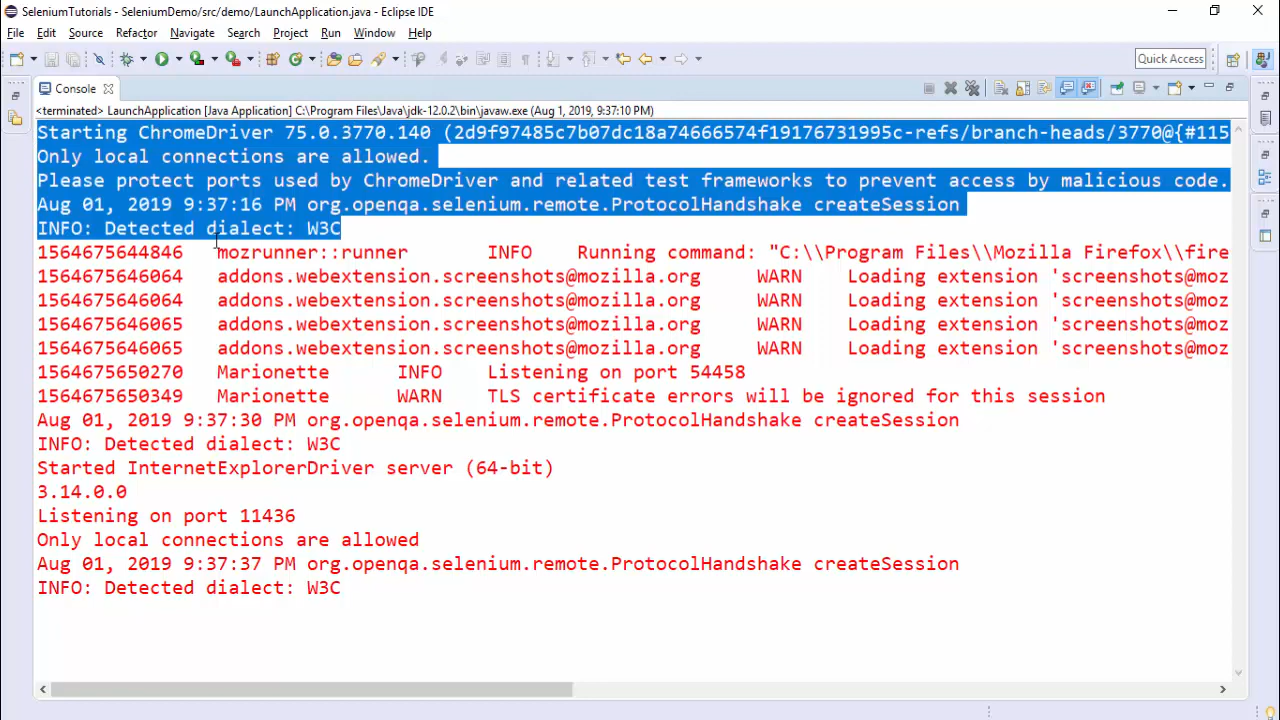 SeleniumTutorials - SeleniumDemo/src/demo/LaunchApplication.java - Eclipse IDE
File Edit Source Refactor Navigate Search Project Run Window Help
Quick Access
Console
<terminated> LaunchApplication [Java Application] C:\Program Files\Java\jdk-12.0.2\bin\javaw.exe (Aug 1, 2019, 9:37:10 PM)
Starting ChromeDriver 75.0.3770.140 (2d9f97485c7b07dc18a74666574f19176731995c-refs/branch-heads/3770@{#115
Only local connections are allowed.
Please protect ports used by ChromeDriver and related test frameworks to prevent access by malicious code.
Aug 01, 2019 9:37:16 PM org.openqa.selenium.remote.ProtocolHandshake createSession
INFO: Detected dialect: W3C
1564675644846 mozrunner::runner INFO Running command: "C:\\Program Files\\Mozilla Firefox\\fire
1564675646064 addons.webextension.screenshots@mozilla.org WARN Loading extension 'screenshots@moz
1564675646064 addons.webextension.screenshots@mozilla.org WARN Loading extension 'screenshots@moz
1564675646065 addons.webextension.screenshots@mozilla.org WARN Loading extension 'screenshots@moz
1564675646065 addons.webextension.screenshots@mozilla.org WARN Loading extension 'screenshots@moz
1564675650270 Marionette INFO Listening on port 54458
1564675650349 Marionette WARN TLS certificate errors will be ignored for this session
Aug 01, 2019 9:37:30 PM org.openqa.selenium.remote.ProtocolHandshake createSession
INFO: Detected dialect: W3C
Started InternetExplorerDriver server (64-bit)
3.14.0.0
Listening on port 11436
Only local connections are allowed
Aug 01, 2019 9:37:37 PM org.openqa.selenium.remote.ProtocolHandshake createSession
INFO: Detected dialect: W3C